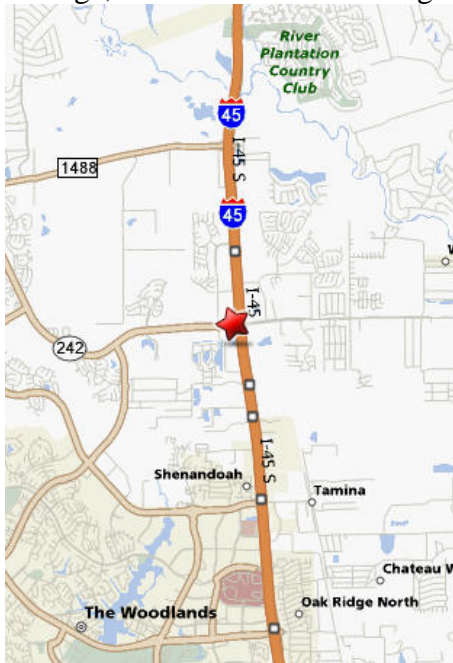 River
Plantation
Country
Club
45
I-45 S
1488
45
I-45
242
I-45 S
Shenandoah
Tamina
Chateau W
The Woodlands
Oak Ridge North